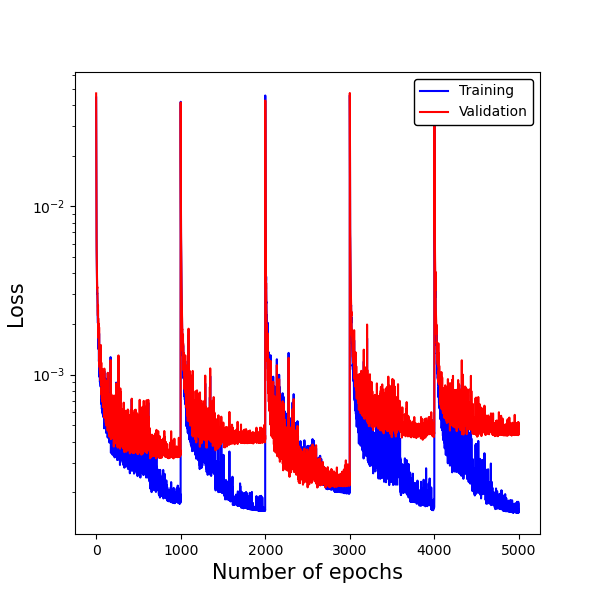 Training
Validation
Loss
10⁻²
10⁻³
0 1000 2000 3000 4000 5000
Number of epochs